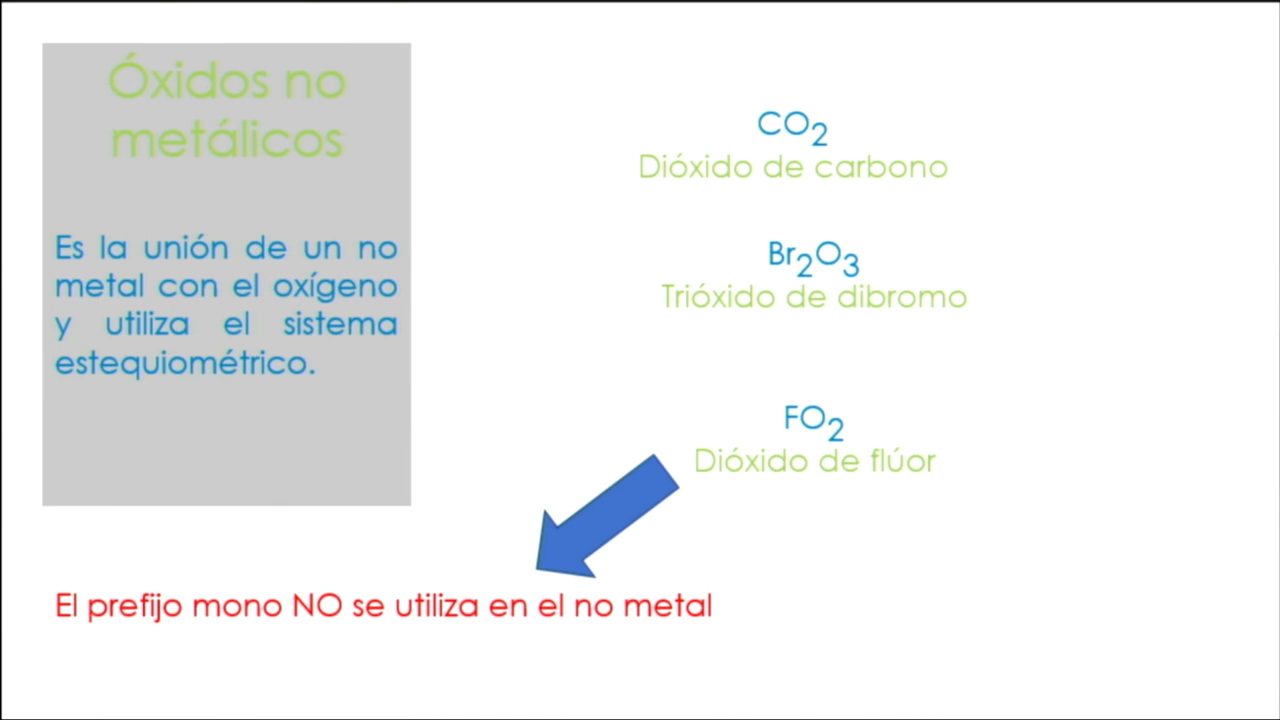 Óxidos no
metálicos
Es la unión de un no
metal con el oxígeno
y utiliza el sistema
estequiométrico.
CO₂
Dióxido de carbono
Br₂O₃
Trióxido de dibromo
FO₂
Dióxido de flúor
El prefijo mono NO se utiliza en el no metal